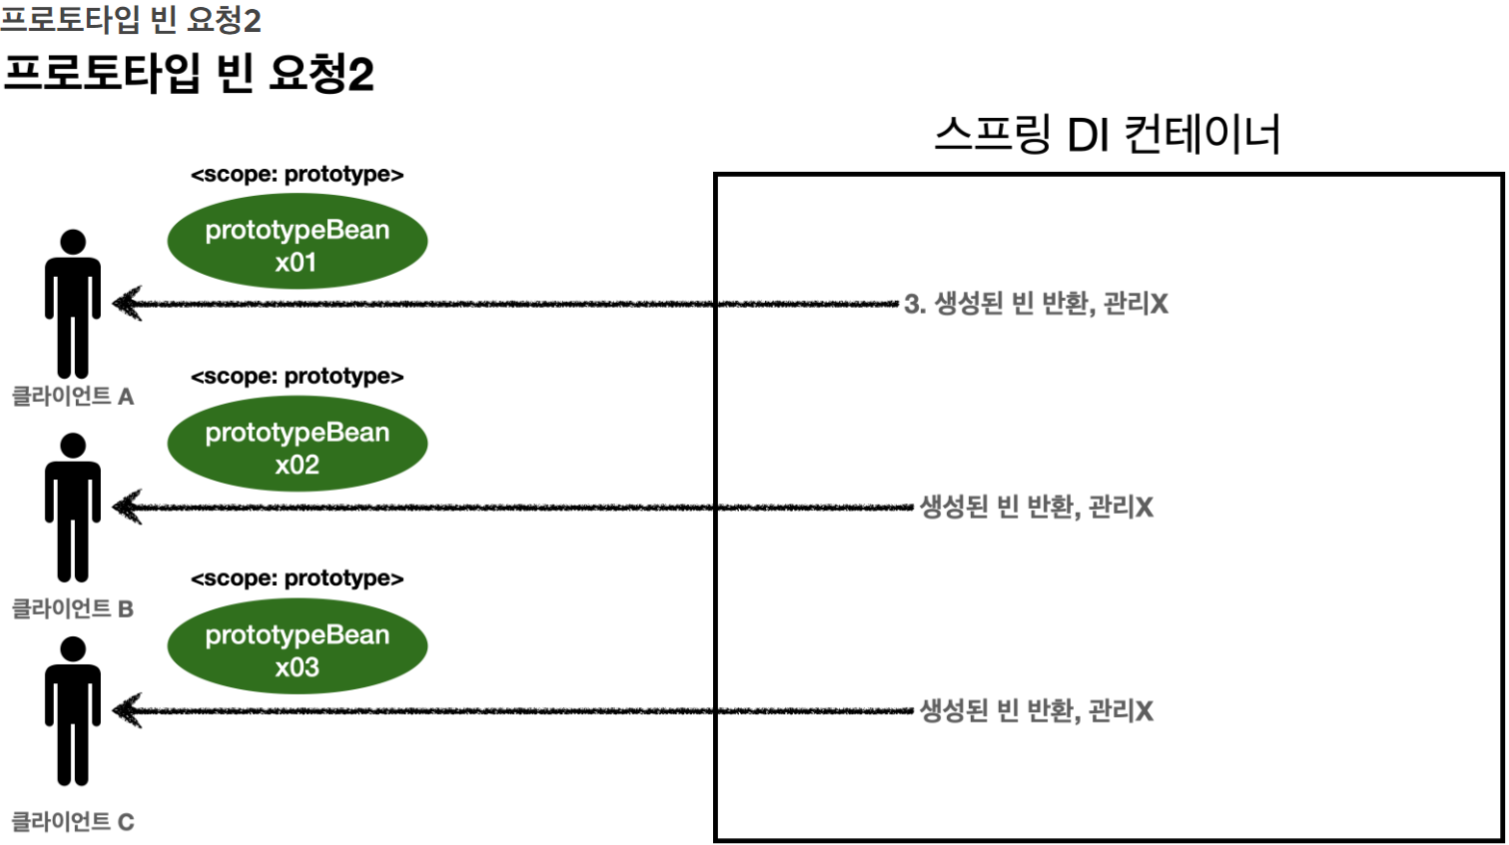 프로토타입 빈 요청2
프로토타입 빈 요청2
스프링 DI 컨테이너
<scope: prototype>
prototypeBean
x01
3. 생성된 빈 반환, 관리X
클라이언트 A
<scope: prototype>
prototypeBean
x02
생성된 빈 반환, 관리X
클라이언트 B
<scope: prototype>
prototypeBean
x03
생성된 빈 반환, 관리X
클라이언트 C